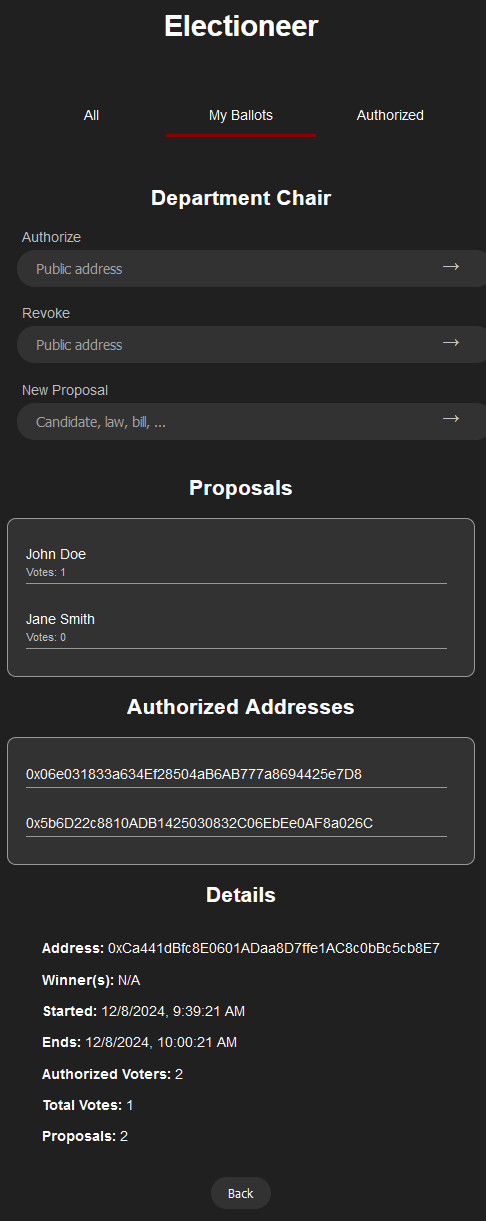 Electioneer
All My Ballots Authorized
Department Chair
Authorize
Public address →
Revoke
Public address →
New Proposal
Candidate, law, bill, ... →
Proposals
John Doe
Votes: 1
Jane Smith
Votes: 0
Authorized Addresses
0x06e031833a634Ef28504aB6AB777a8694425e7D8
0x5b6D22c8810ADB1425030832C06EbEe0AF8a026C
Details
Address: 0xCa441dBfc8E0601ADaa8D7ffe1AC8c0bBc5cb8E7
Winner(s): N/A
Started: 12/8/2024, 9:39:21 AM
Ends: 12/8/2024, 10:00:21 AM
Authorized Voters: 2
Total Votes: 1
Proposals: 2
Back